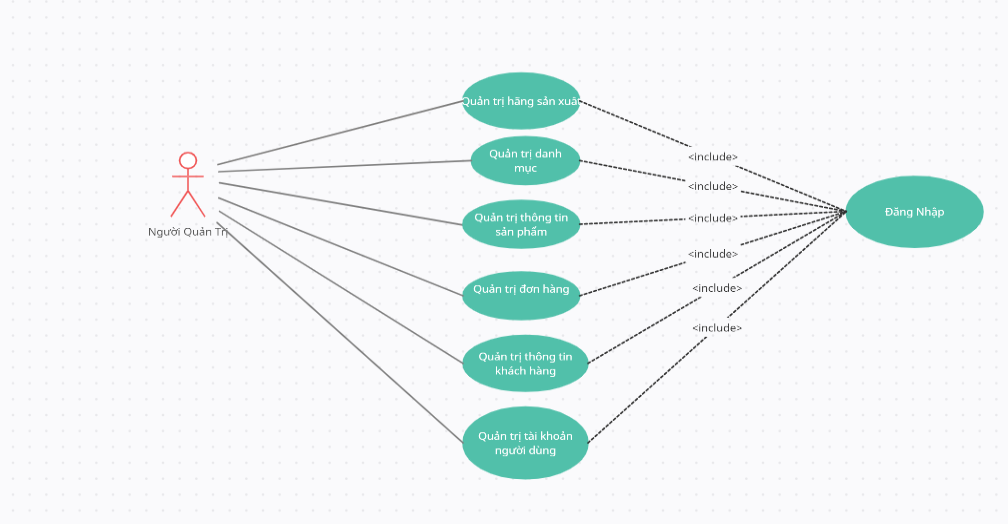 Quản trị hãng sản xuất
Quản trị danh
mục
Quản trị thông tin
sản phẩm
Quản trị đơn hàng
Quản trị thông tin
khách hàng
Quản trị tài khoản
người dùng
Người Quản Trị
<include>
<include>
<include>
<include>
<include>
<include>
Đăng Nhập